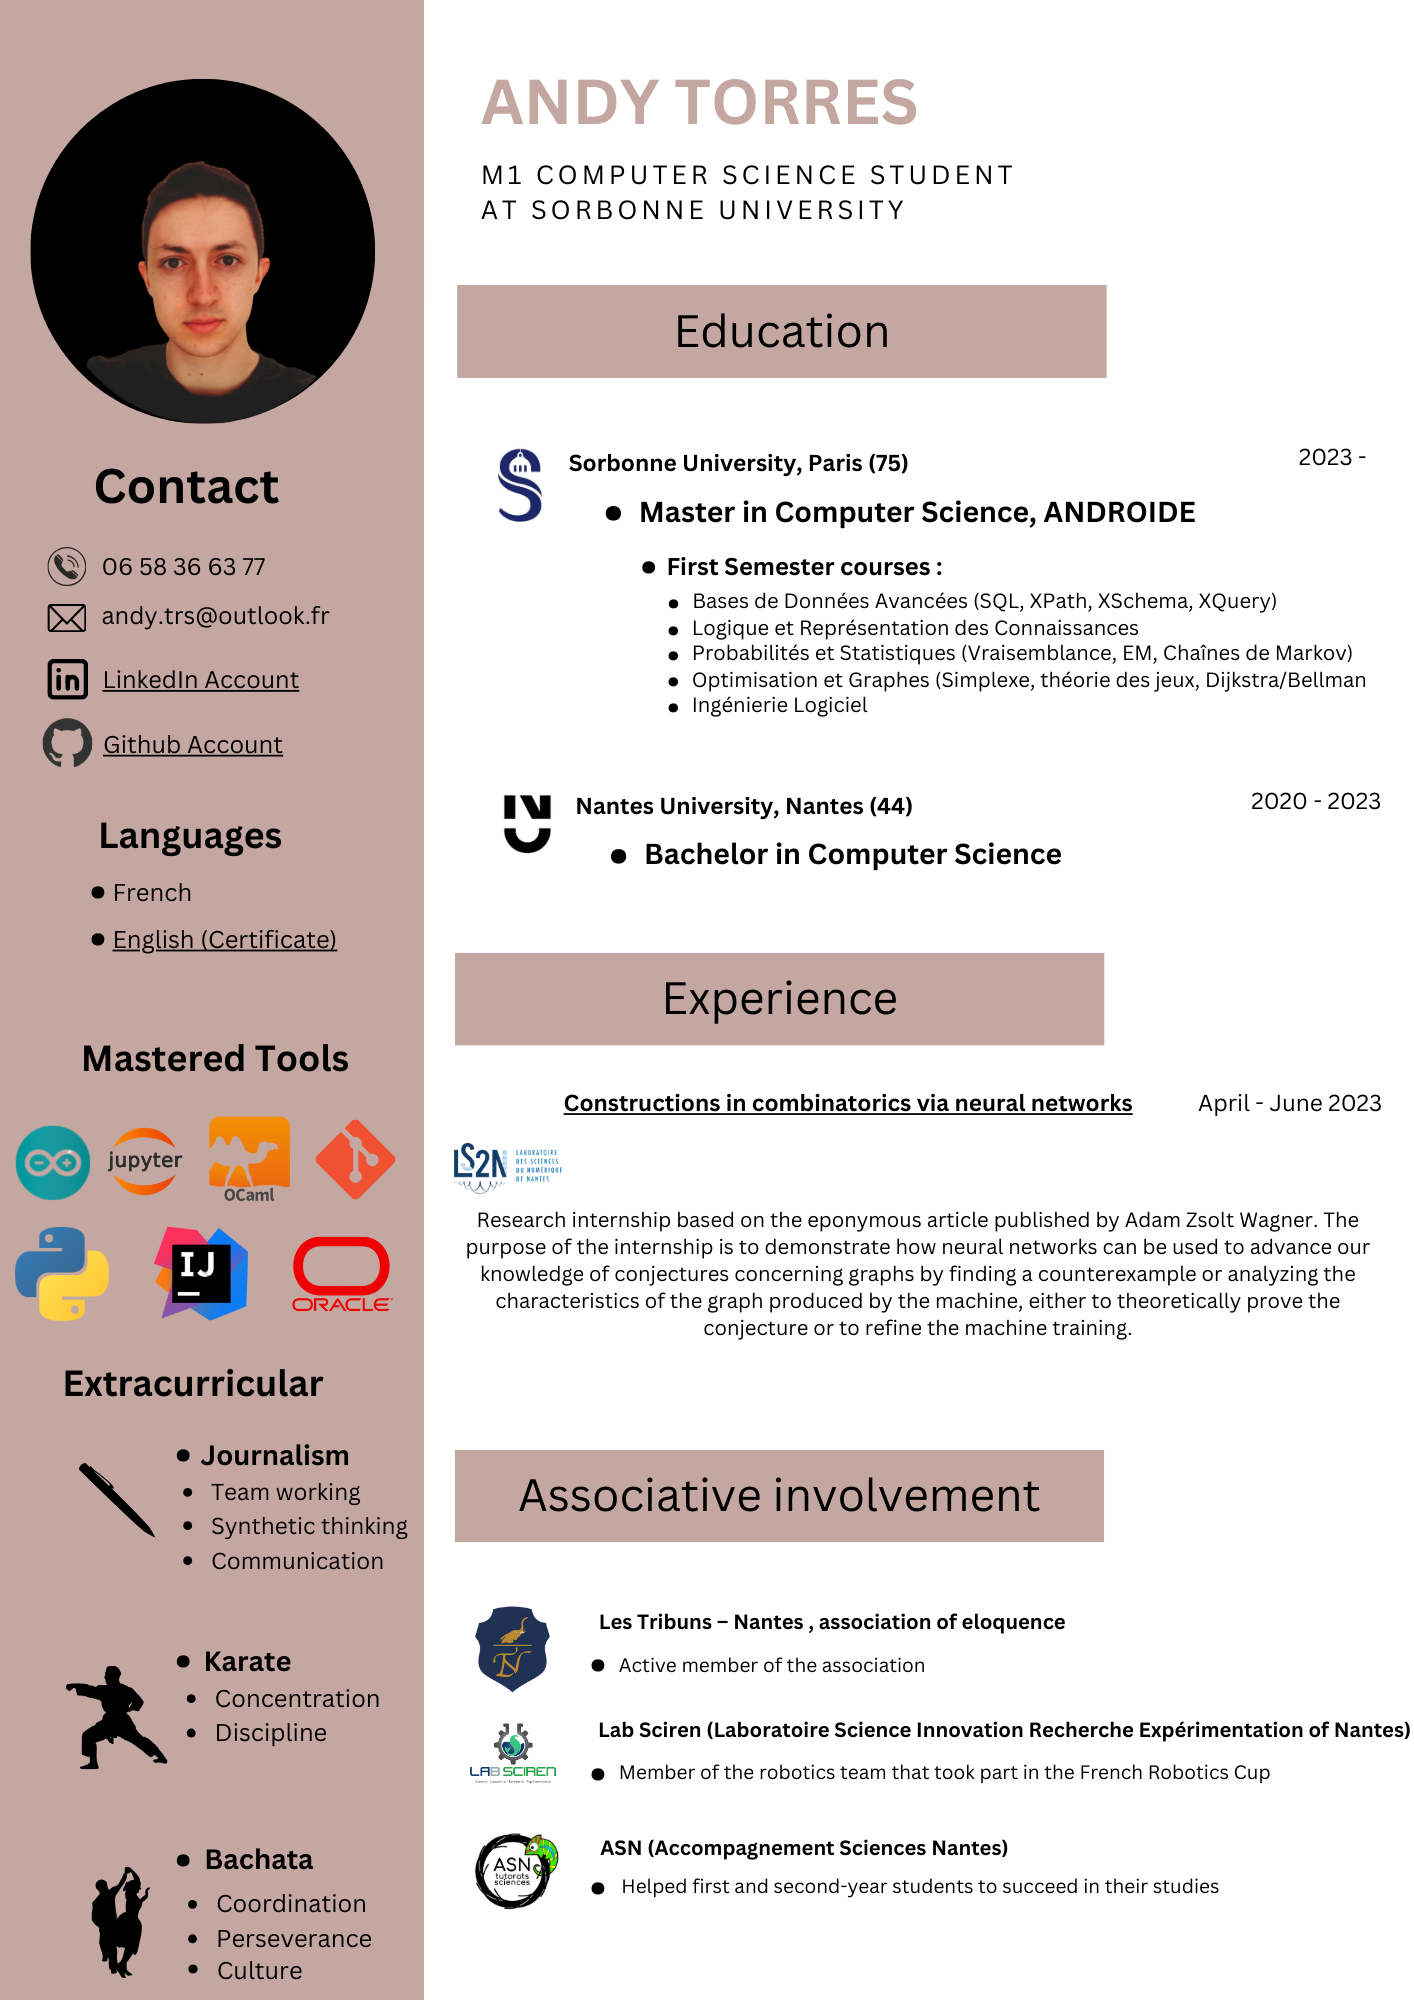 ANDY TORRES
M1 COMPUTER SCIENCE STUDENT
AT SORBONNE UNIVERSITY
Contact
06 58 36 63 77
andy.trs@outlook.fr
LinkedIn Account
Github Account
Languages
French
English (Certificate)
Mastered Tools
jupyter
OCaml
IJ
ORACLE
Extracurricular
Journalism
Team working
Synthetic thinking
Communication
Karate
Concentration
Discipline
Bachata
Coordination
Perseverance
Culture
Education
Sorbonne University, Paris (75)
2023 -
Master in Computer Science, ANDROIDE
First Semester courses :
Bases de Données Avancées (SQL, XPath, XSchema, XQuery)
Logique et Représentation des Connaissances
Probabilités et Statistiques (Vraisemblance, EM, Chaînes de Markov)
Optimisation et Graphes (Simplexe, théorie des jeux, Dijkstra/Bellman
Ingénierie Logiciel
Nantes University, Nantes (44)
2020 - 2023
Bachelor in Computer Science
Experience
Constructions in combinatorics via neural networks
April - June 2023
LS2N
LABORATOIRE
DES SCIENCES
DU NUMÉRIQUE
DE NANTES
Research internship based on the eponymous article published by Adam Zsolt Wagner. The
purpose of the internship is to demonstrate how neural networks can be used to advance our
knowledge of conjectures concerning graphs by finding a counterexample or analyzing the
characteristics of the graph produced by the machine, either to theoretically prove the
conjecture or to refine the machine training.
Associative involvement
Les Tribuns – Nantes , association of eloquence
Active member of the association
LAB SCIREN
Lab Sciren (Laboratoire Science Innovation Recherche Expérimentation of Nantes)
Member of the robotics team that took part in the French Robotics Cup
ASN
tutorats
sciences
ASN (Accompagnement Sciences Nantes)
Helped first and second-year students to succeed in their studies